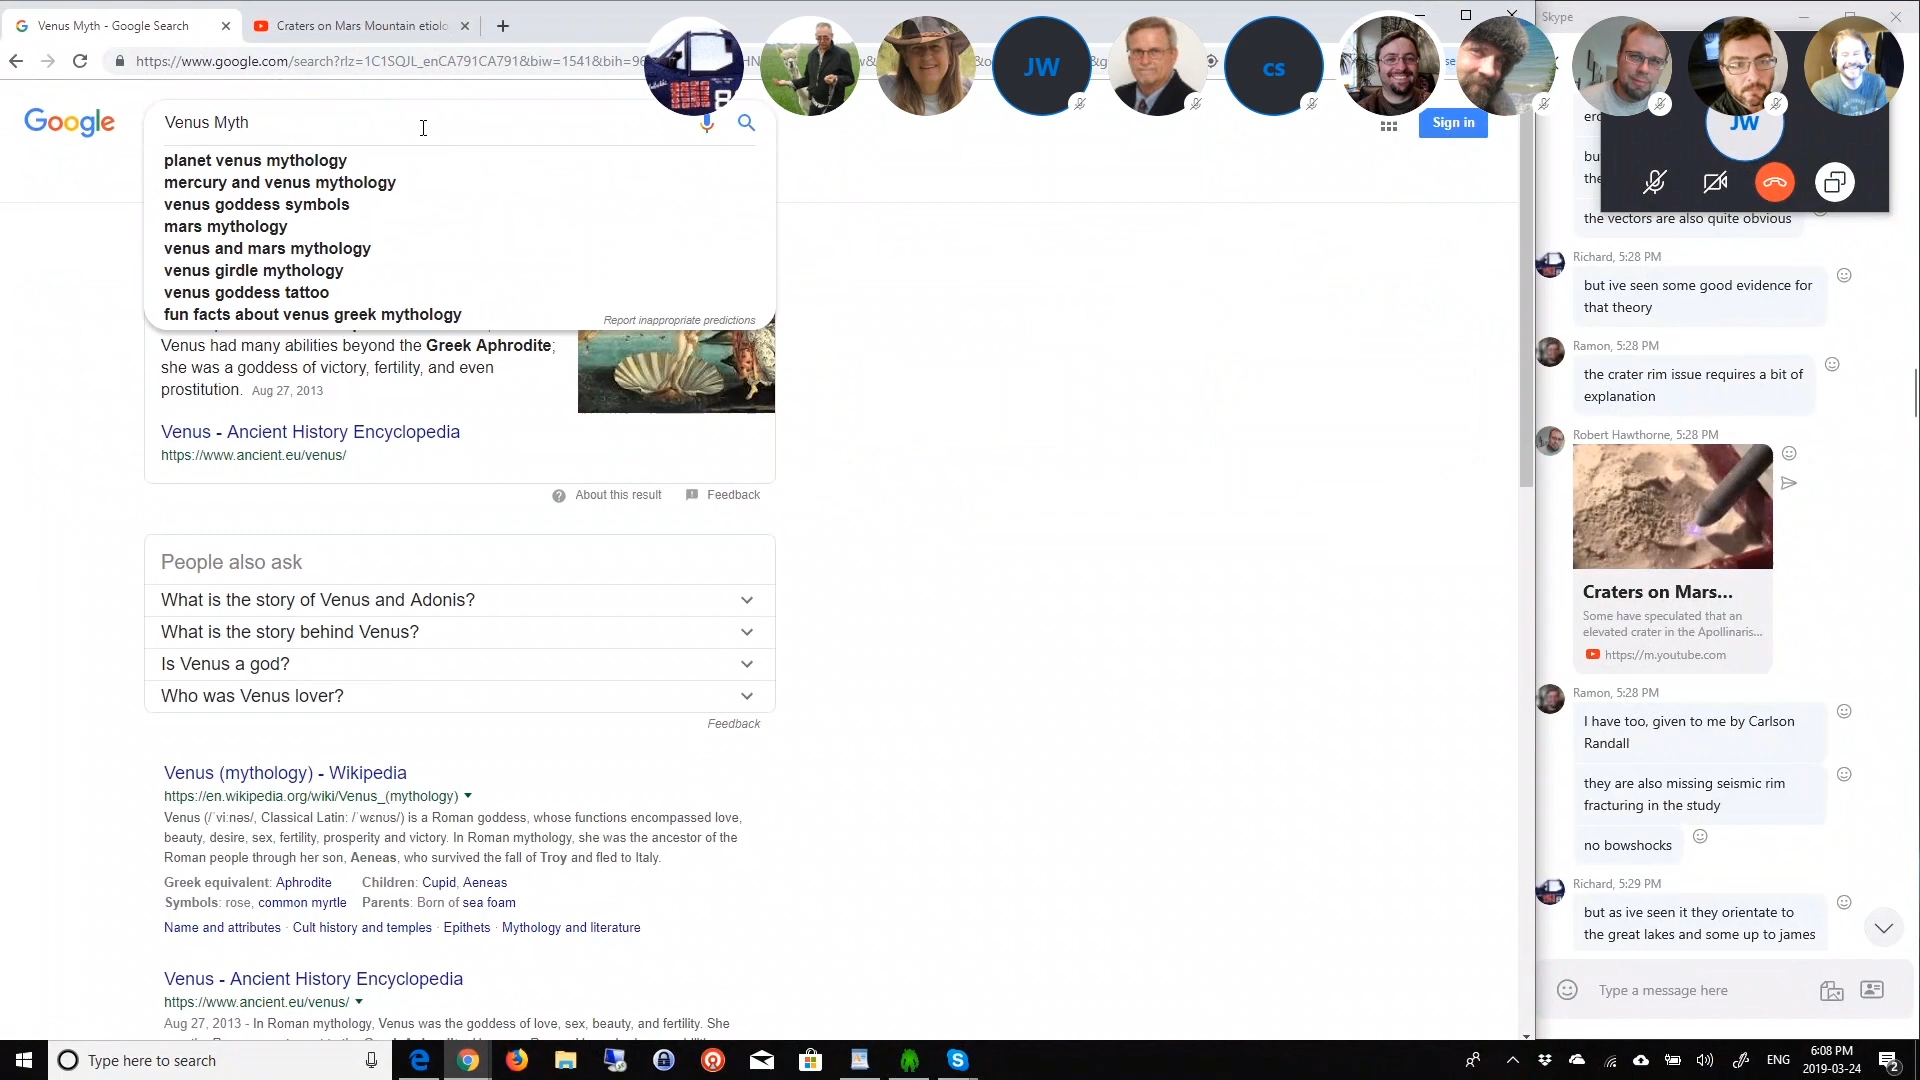 Venus Myth - Google Search
Craters on Mars Mountain etiolo
Skype
https://www.google.com/search?rlz=1C1SQJL_enCA791CA791&biw=1541&bih=96
JW
cs
8
Google
Venus Myth
Sign in
planet venus mythology
mercury and venus mythology
venus goddess symbols
mars mythology
venus and mars mythology
venus girdle mythology
venus goddess tattoo
fun facts about venus greek mythology
Report inappropriate predictions
Venus had many abilities beyond the Greek Aphrodite;
she was a goddess of victory, fertility, and even
prostitution. Aug 27, 2013
Venus - Ancient History Encyclopedia
https://www.ancient.eu/venus/
About this result
Feedback
People also ask
What is the story of Venus and Adonis?
What is the story behind Venus?
Is Venus a god?
Who was Venus lover?
Feedback
Venus (mythology) - Wikipedia
https://en.wikipedia.org/wiki/Venus_(mythology)
Venus (/ˈviːnəs/, Classical Latin: /ˈwɛnʊs/) is a Roman goddess, whose functions encompassed love,
beauty, desire, sex, fertility, prosperity and victory. In Roman mythology, she was the ancestor of the
Roman people through her son, Aeneas, who survived the fall of Troy and fled to Italy.
Greek equivalent: Aphrodite Children: Cupid, Aeneas
Symbols: rose, common myrtle Parents: Born of sea foam
Name and attributes · Cult history and temples · Epithets · Mythology and literature
Venus - Ancient History Encyclopedia
https://www.ancient.eu/venus/
Aug 27, 2013 - In Roman mythology, Venus was the goddess of love, sex, beauty, and fertility. She
JW
the vectors are also quite obvious
Richard, 5:28 PM
but ive seen some good evidence for
that theory
Ramon, 5:28 PM
the crater rim issue requires a bit of
explanation
Robert Hawthorne, 5:28 PM
Craters on Mars...
Some have speculated that an
elevated crater in the Apollinaris...
https://m.youtube.com
Ramon, 5:28 PM
I have too, given to me by Carlson
Randall
they are also missing seismic rim
fracturing in the study
no bowshocks
Richard, 5:29 PM
but as ive seen it they orientate to
the great lakes and some up to james
Type a message here
Type here to search
ENG
6:08 PM
2019-03-24
2